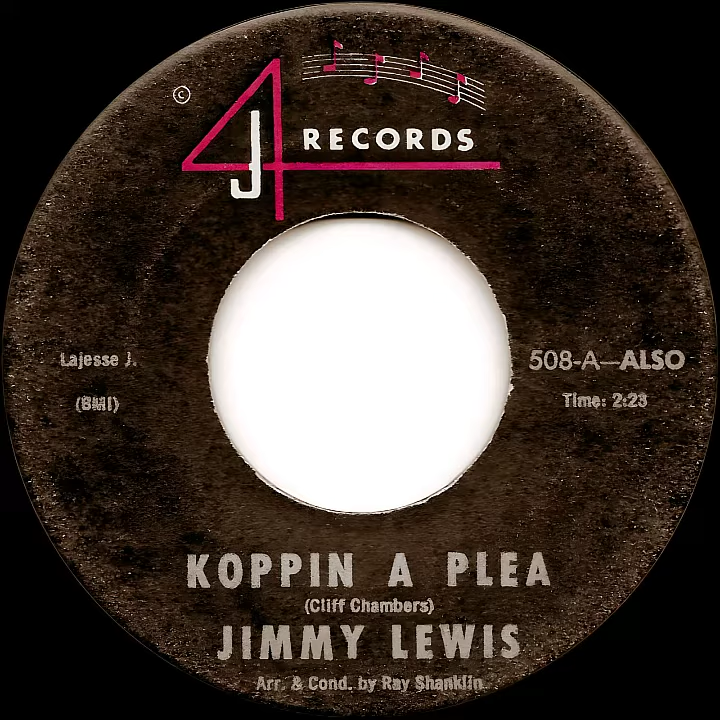 ©
4J RECORDS
Lajesse J.
(BMI)
508-A—ALSO
Time: 2:23
KOPPIN A PLEA
(Cliff Chambers)
JIMMY LEWIS
Arr. & Cond. by Ray Shanklin